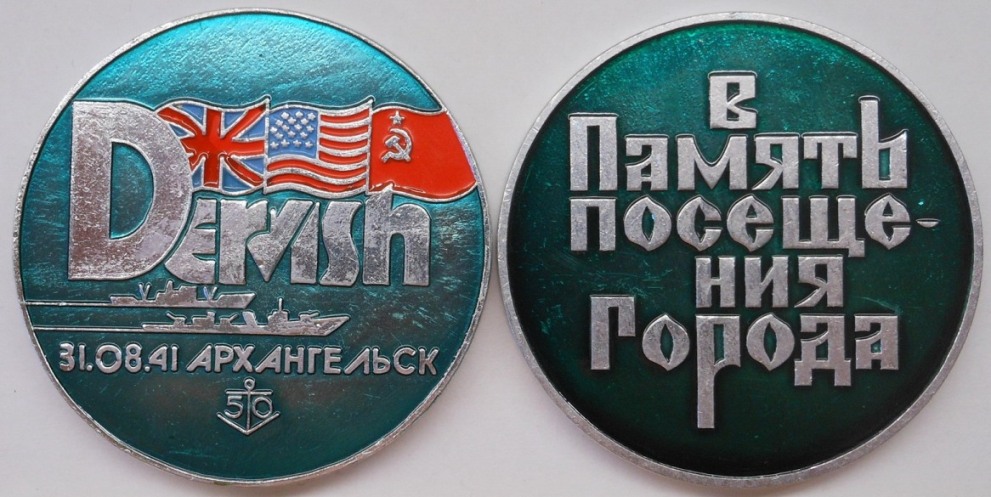 Dervish
31.08.41 АРХАНГЕЛЬСК
50
В
Память
посеще-
ния
Города